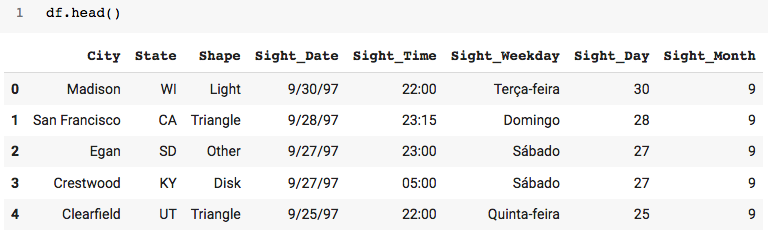 1 df.head()
City State Shape Sight_Date Sight_Time Sight_Weekday Sight_Day Sight_Month
0 Madison WI Light 9/30/97 22:00 Terça-feira 30 9
1 San Francisco CA Triangle 9/28/97 23:15 Domingo 28 9
2 Egan SD Other 9/27/97 23:00 Sábado 27 9
3 Crestwood KY Disk 9/27/97 05:00 Sábado 27 9
4 Clearfield UT Triangle 9/25/97 22:00 Quinta-feira 25 9